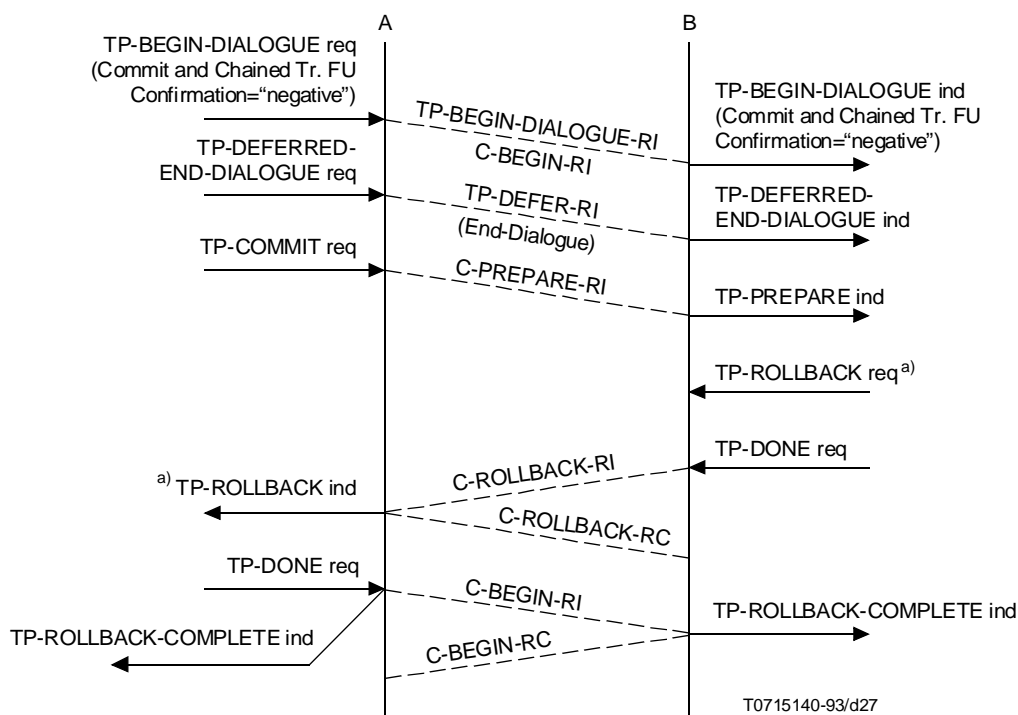 A
B
TP-BEGIN-DIALOGUE req
(Commit and Chained Tr. FU
Confirmation=“negative”)
TP-BEGIN-DIALOGUE-RI
C-BEGIN-RI
TP-BEGIN-DIALOGUE ind
(Commit and Chained Tr. FU
Confirmation=“negative”)
TP-DEFERRED-
END-DIALOGUE req
TP-DEFER-RI
(End-Dialogue)
TP-DEFERRED-
END-DIALOGUE ind
TP-COMMIT req
C-PREPARE-RI
TP-PREPARE ind
TP-ROLLBACK req a)
TP-DONE req
C-ROLLBACK-RI
a) TP-ROLLBACK ind
C-ROLLBACK-RC
TP-DONE req
C-BEGIN-RI
TP-ROLLBACK-COMPLETE ind
TP-ROLLBACK-COMPLETE ind
C-BEGIN-RC
T0715140-93/d27